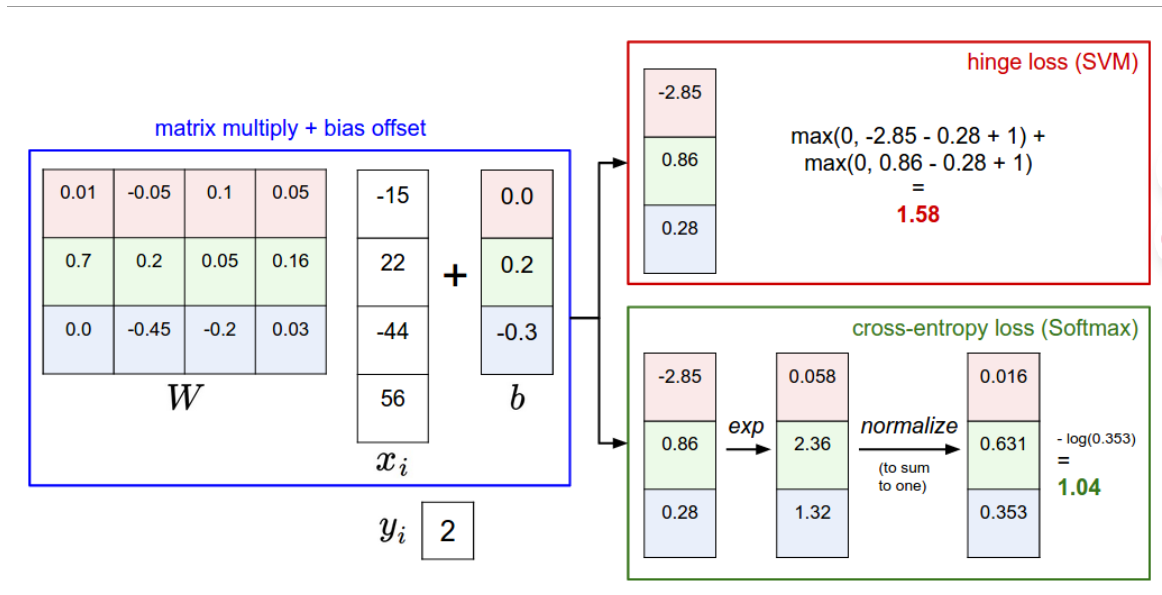 matrix multiply + bias offset
0.01 -0.05 0.1 0.05
0.7 0.2 0.05 0.16
0.0 -0.45 -0.2 0.03
W
-15
22
-44
56
x_i
+
0.0
0.2
-0.3
b
y_i 2
hinge loss (SVM)
-2.85
0.86
0.28
max(0, -2.85 - 0.28 + 1) +
max(0, 0.86 - 0.28 + 1)
=
1.58
cross-entropy loss (Softmax)
-2.85
0.86
0.28
exp
0.058
2.36
1.32
normalize
(to sum
to one)
0.016
0.631
0.353
- log(0.353)
=
1.04